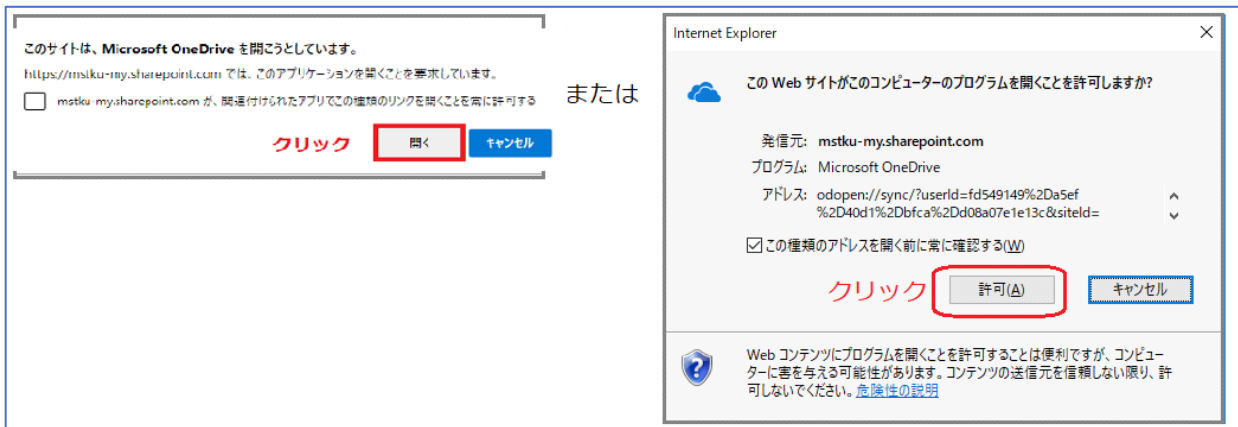 このサイトは、Microsoft OneDrive を開こうとしています。
https://mstku-my.sharepoint.com では、このアプリケーションを開くことを要求しています。
mstku-my.sharepoint.com が、関連付けられたアプリでこの種類のリンクを開くことを常に許可する
クリック
開く
キャンセル
または
Internet Explorer
この Web サイトがこのコンピューターのプログラムを開くことを許可しますか?
発信元: mstku-my.sharepoint.com
プログラム: Microsoft OneDrive
アドレス: odopen://sync/?userId=fd549149%2Da5ef
%2D40d1%2Dbfca%2Dd08a07e1e13c&siteId=
この種類のアドレスを開く前に常に確認する(W)
クリック
許可(A)
キャンセル
Web コンテンツにプログラムを開くことを許可することは便利ですが、コンピュー
ターに害を与える可能性があります。コンテンツの送信元を信頼しない限り、許
可しないでください。危険性の説明